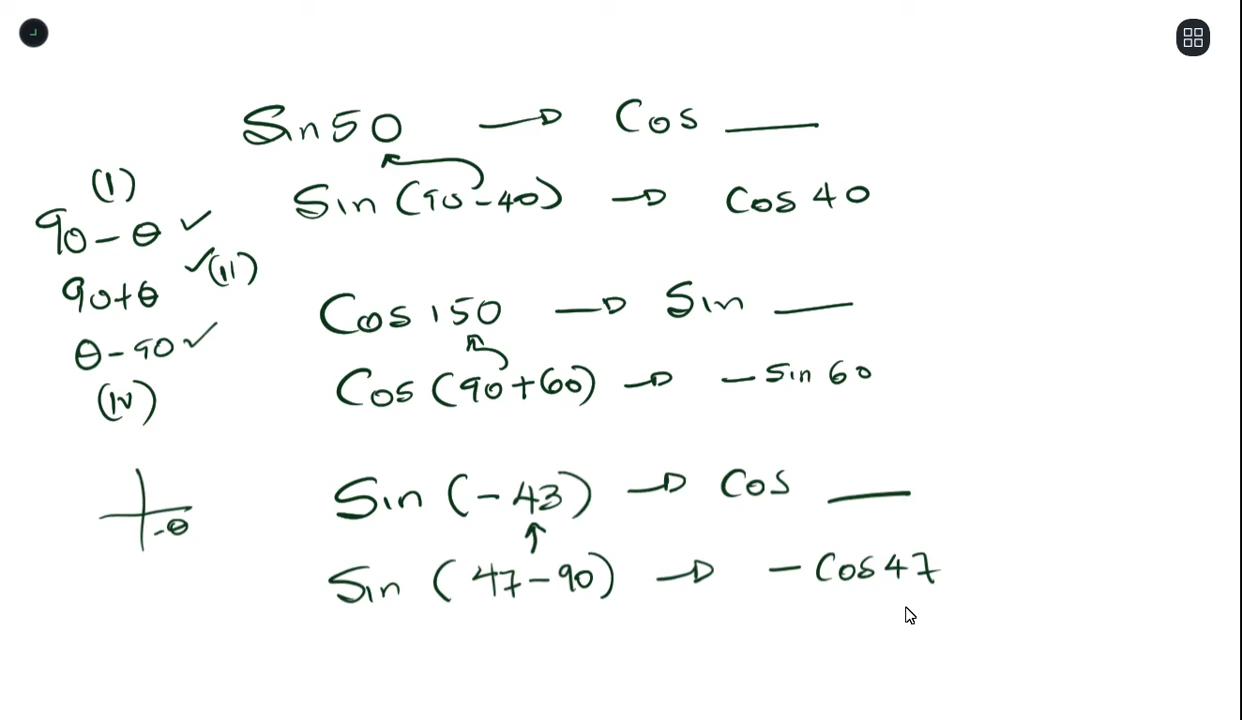 Sin 50 → Cos ___
Sin (90 - 40) → Cos 40
(I)
90 - θ ✓
90 + θ ✓ (II)
θ - 90 ✓
(IV)
Cos 150 → Sin ___
Cos (90 + 60) → - Sin 60
-θ
Sin (-43) → Cos ___
Sin (47 - 90) → - Cos 47